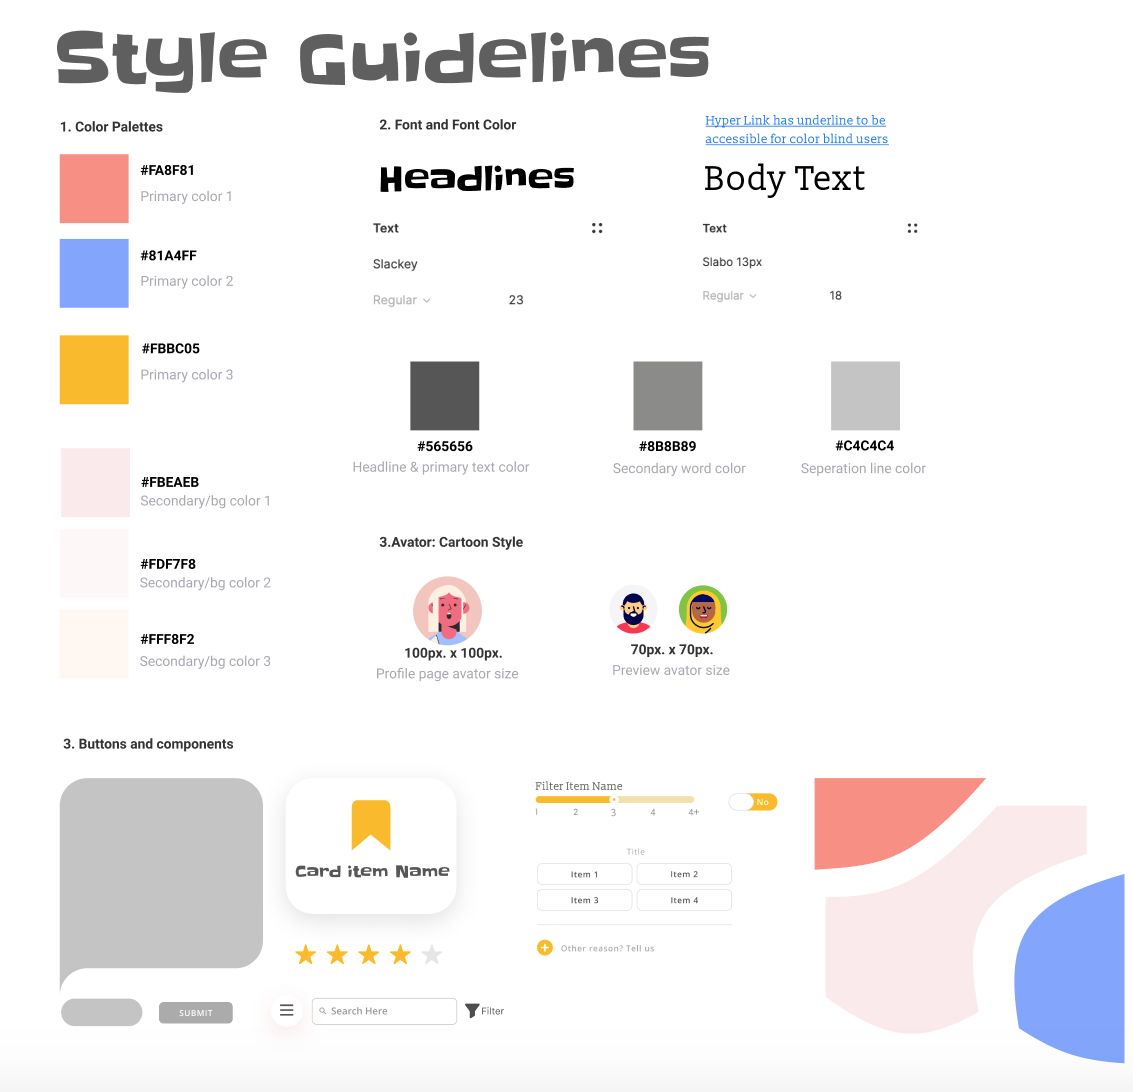 Style Guidelines
1. Color Palettes
#FA8F81
Primary color 1
#81A4FF
Primary color 2
#FBBC05
Primary color 3
#FBEAEB
Secondary/bg color 1
#FDF7F8
Secondary/bg color 2
#FFF8F2
Secondary/bg color 3
2. Font and Font Color
Headlines
Text
Slackey
Regular
23
Hyper Link has underline to be
accessible for color blind users
Body Text
Text
Slabo 13px
Regular
18
#565656
Headline & primary text color
#8B8B89
Secondary word color
#C4C4C4
Seperation line color
3.Avator: Cartoon Style
100px. x 100px.
Profile page avator size
70px. x 70px.
Preview avator size
3. Buttons and components
SUBMIT
Card item Name
Search Here
Filter
Filter Item Name
1 2 3 4 4+
No
Title
Item 1
Item 2
Item 3
Item 4
Other reason? Tell us